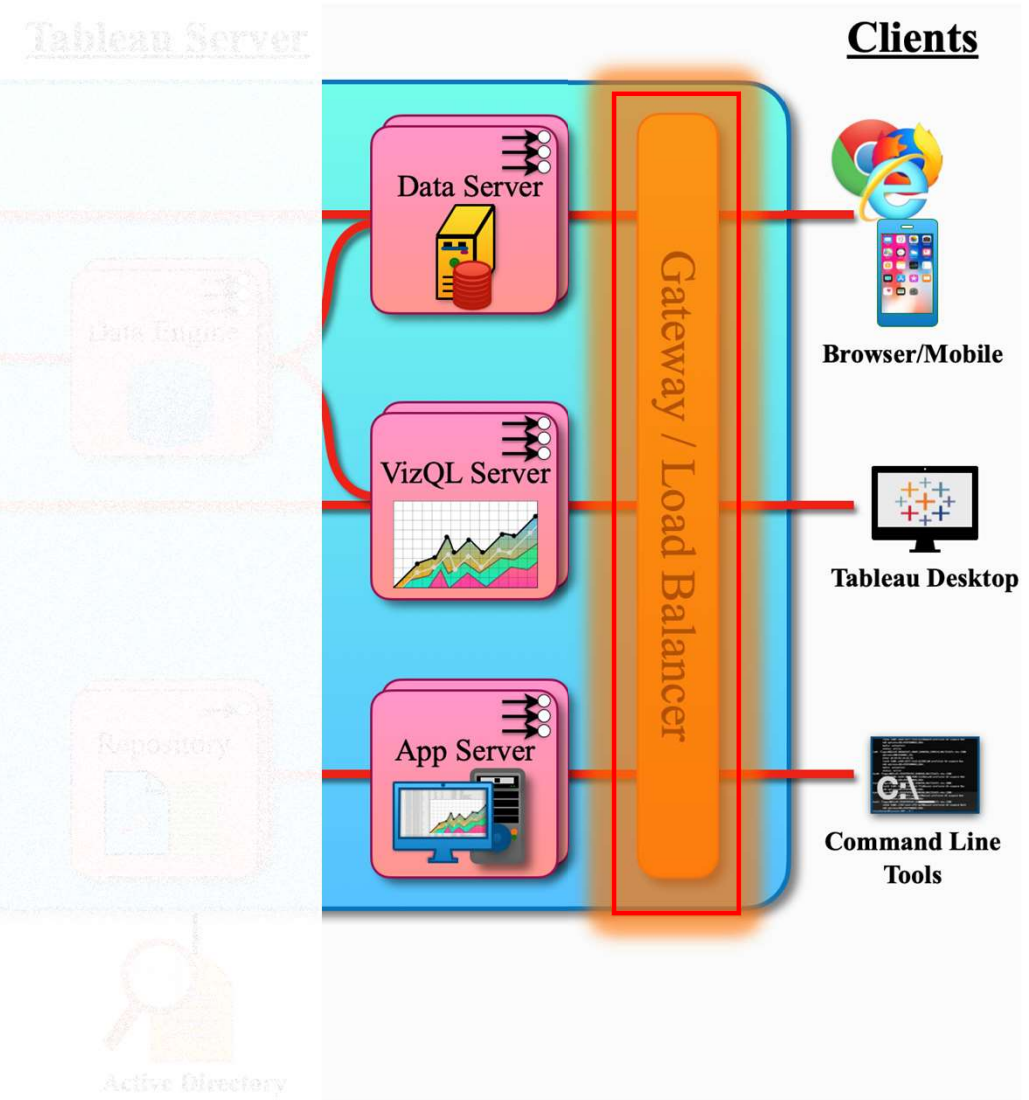 Tableau Server
Clients
Data Server
Browser/Mobile
Data Engine
Gateway / Load Balancer
VizQL Server
Tableau Desktop
Repository
App Server
C:\
Command Line
Tools
Active Directory